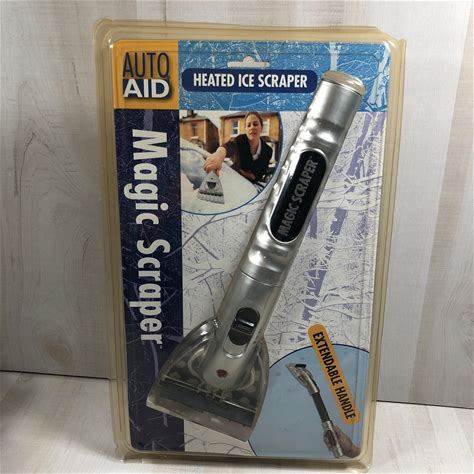 AUTO
AID
HEATED ICE SCRAPER
Magic Scraper
MAGIC SCRAPER
EXTENDABLE HANDLE